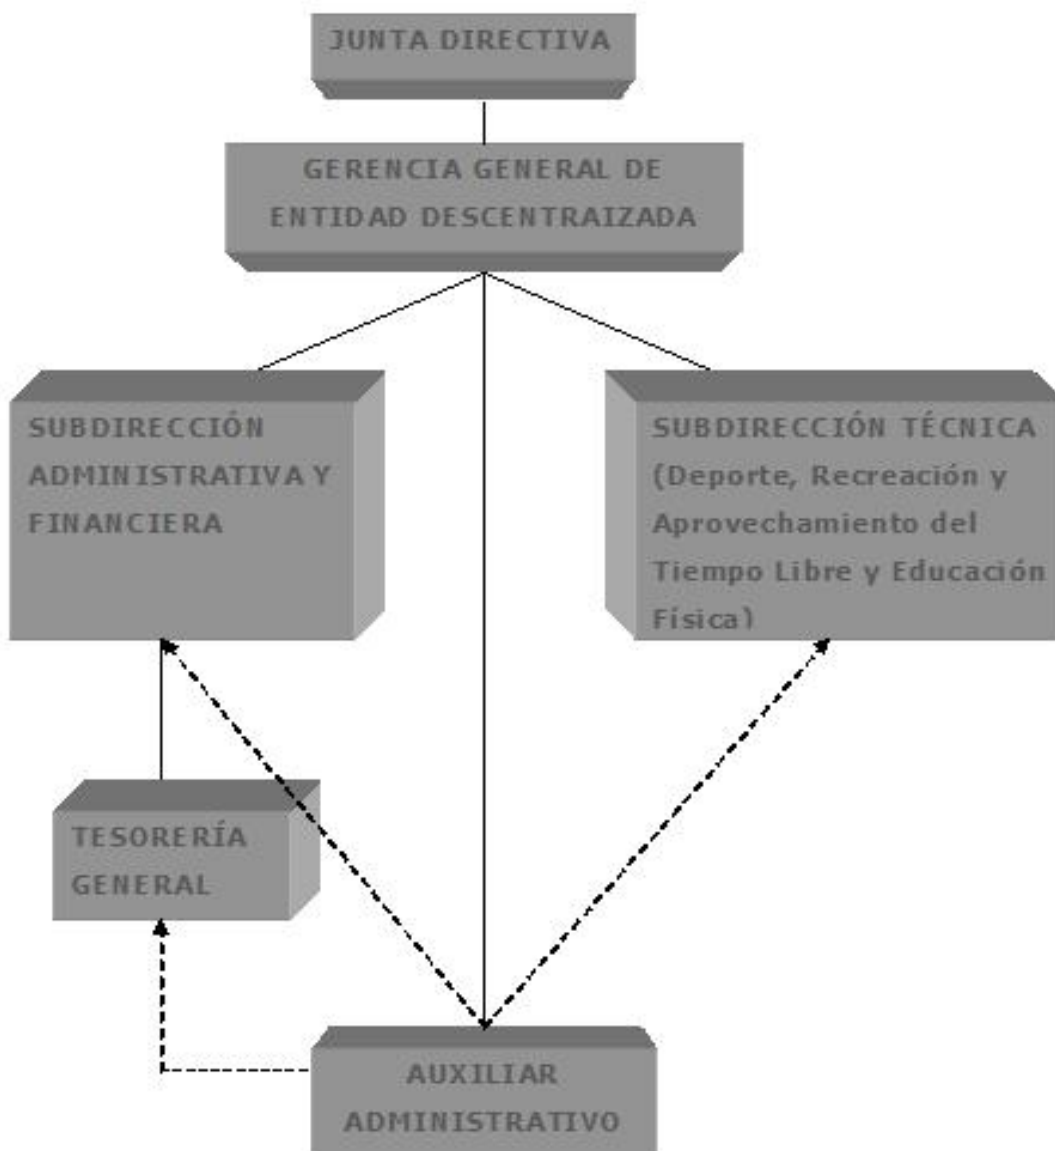 JUNTA DIRECTIVA
GERENCIA GENERAL DE
ENTIDAD DESCENTRAIZADA
SUBDIRECCIÓN
ADMINISTRATIVA Y
FINANCIERA
SUBDIRECCIÓN TÉCNICA
(Deporte, Recreación y
Aprovechamiento del
Tiempo Libre y Educación
Física)
TESORERÍA
GENERAL
AUXILIAR
ADMINISTRATIVO